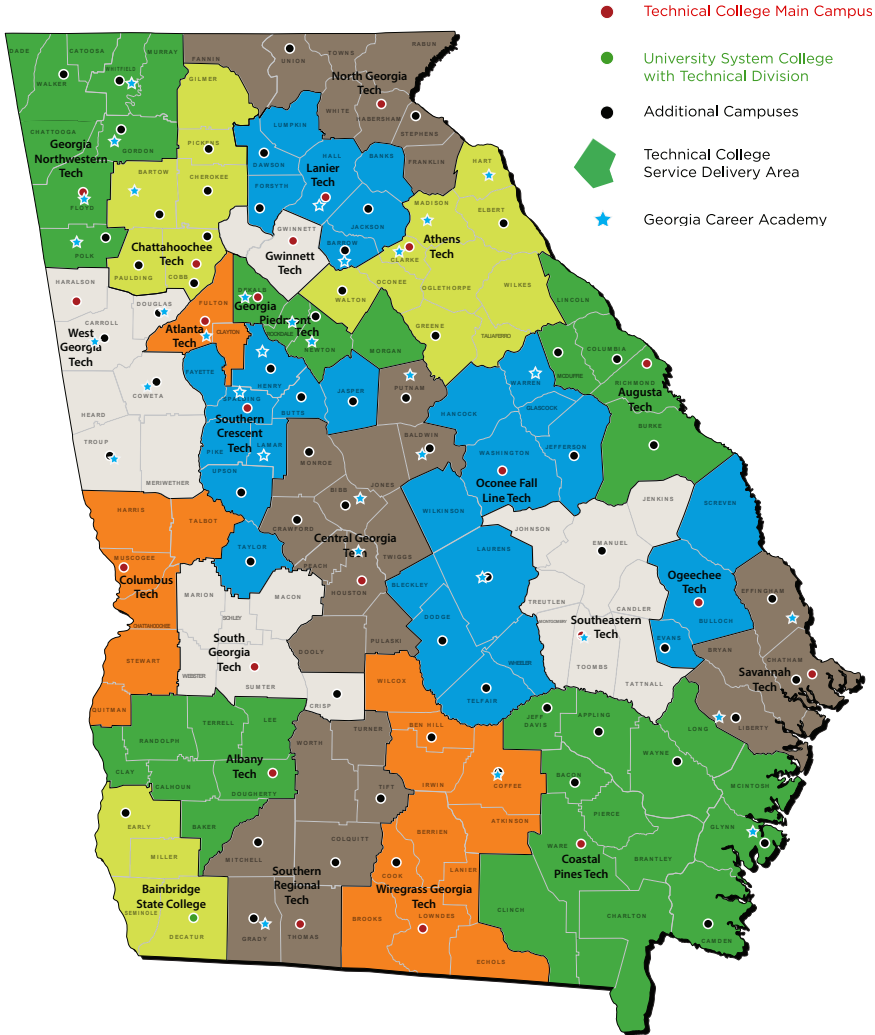 Technical College Main Campus
University System College
with Technical Division
Additional Campuses
Technical College
Service Delivery Area
Georgia Career Academy
DADE
CATOOSA
WHITFIELD
MURRAY
WALKER
FANNIN
UNION
TOWNS
RABUN
GILMER
North Georgia
Tech
WHITE
HABERSHAM
STEPHENS
CHATTOOGA
GORDON
Georgia
Northwestern
Tech
FLOYD
POLK
PICKENS
BARTOW
CHEROKEE
LUMPKIN
DAWSON
HALL
BANKS
FRANKLIN
FORSYTH
Lanier
Tech
JACKSON
HART
MADISON
ELBERT
BARROW
CLARKE
Athens
Tech
OCONEE
OGLETHORPE
WILKES
WALTON
GREENE
TALIAFERRO
Chattahoochee
Tech
PAULDING
COBB
GWINNETT
Gwinnett
Tech
HARALSON
DOUGLAS
CARROLL
West
Georgia
Tech
FULTON
Atlanta
Tech
CLAYTON
DEKALB
Georgia
Piedmont
Tech
ROCKDALE
NEWTON
MORGAN
LINCOLN
COLUMBIA
MCDUFFIE
RICHMOND
Augusta
Tech
BURKE
COWETA
HEARD
TROUP
MERIWETHER
FAYETTE
HENRY
SPALDING
BUTTS
JASPER
Southern
Crescent
Tech
PIKE
LAMAR
UPSON
TAYLOR
PUTNAM
HANCOCK
WARREN
GLASCOCK
WASHINGTON
JEFFERSON
Oconee Fall
Line Tech
BALDWIN
MONROE
JONES
BIBB
CRAWFORD
Central Georgia
Tech
TWIGGS
PEACH
HOUSTON
PULASKI
DOOLY
WILKINSON
LAURENS
BLECKLEY
DODGE
WHEELER
TELFAIR
JOHNSON
JENKINS
EMANUEL
TREUTLEN
CANDLER
MONTGOMERY
Southeastern
Tech
TOOMBS
TATTNALL
SCREVEN
Ogeechee
Tech
BULLOCH
EVANS
EFFINGHAM
BRYAN
CHATHAM
Savannah
Tech
LIBERTY
HARRIS
TALBOT
MUSCOGEE
Columbus
Tech
CHATTAHOOCHEE
STEWART
QUITMAN
MARION
MACON
SCHLEY
South
Georgia
Tech
WEBSTER
SUMTER
CRISP
RANDOLPH
TERRELL
LEE
CLAY
CALHOUN
Albany
Tech
DOUGHERTY
BAKER
EARLY
MILLER
Bainbridge
State College
SEMINOLE
DECATUR
TURNER
WORTH
TIFT
COLQUITT
MITCHELL
Southern
Regional
Tech
GRADY
THOMAS
WILCOX
BEN HILL
IRWIN
COFFEE
BERRIEN
ATKINSON
COOK
LANIER
Wiregrass Georgia
Tech
BROOKS
LOWNDES
ECHOLS
JEFF
DAVIS
APPLING
LONG
WAYNE
BACON
PIERCE
MCINTOSH
WARE
GLYNN
BRANTLEY
Coastal
Pines Tech
CLINCH
CHARLTON
CAMDEN